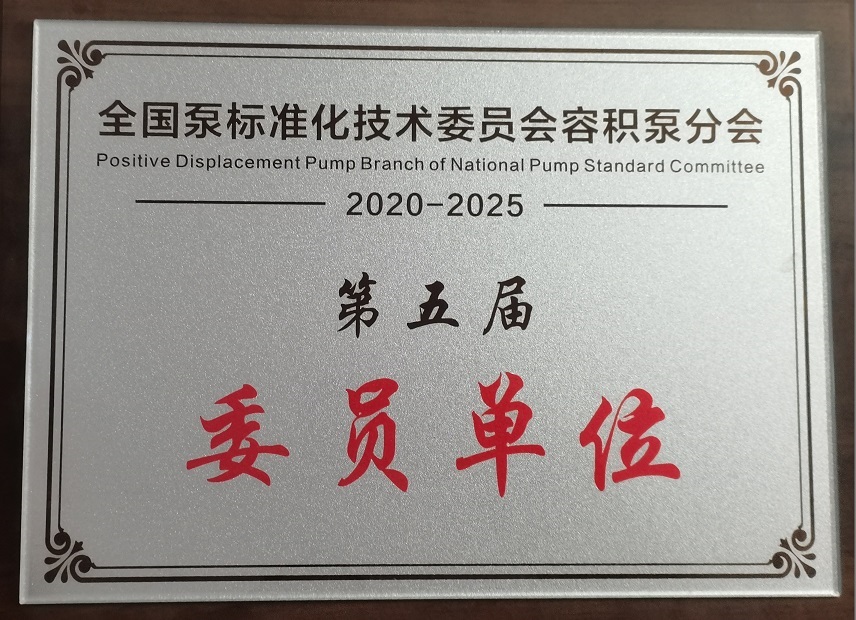 全国泵标准化技术委员会容积泵分会
Positive Displacement Pump Branch of National Pump Standard Committee
2020-2025
第五届
委员单位